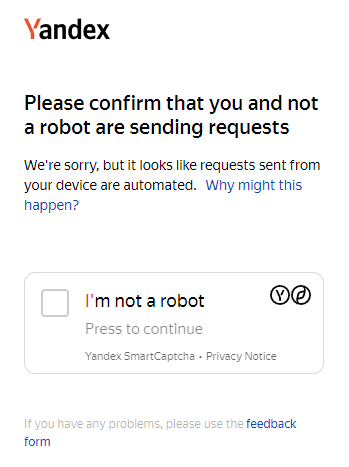 Yandex
Please confirm that you and not
a robot are sending requests
We're sorry, but it looks like requests sent from
your device are automated. Why might this
happen?
I'm not a robot
Press to continue
Yandex SmartCaptcha • Privacy Notice
If you have any problems, please use the feedback
form